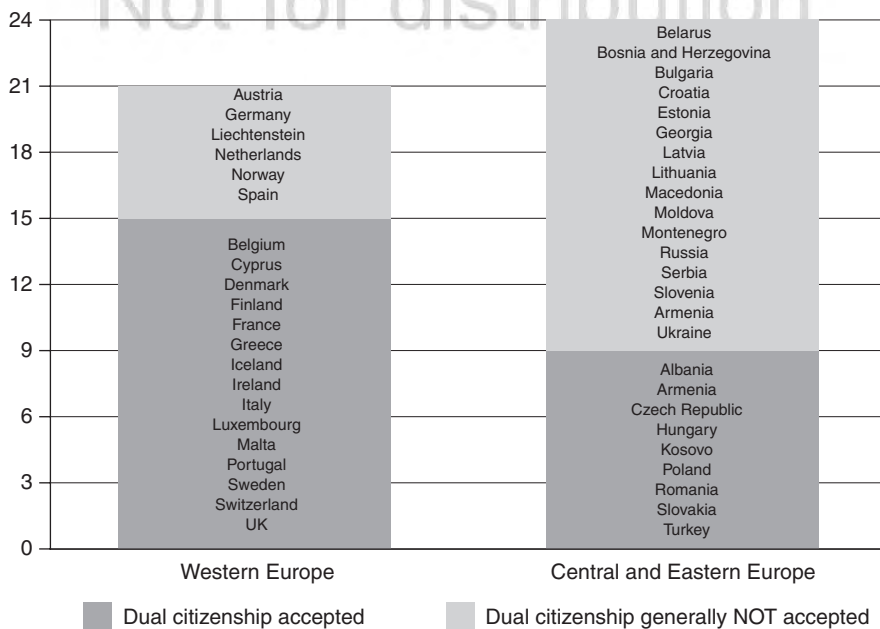 Not for distribution
24
21
18
15
12
9
6
3
0
Austria
Germany
Liechtenstein
Netherlands
Norway
Spain
Belgium
Cyprus
Denmark
Finland
France
Greece
Iceland
Ireland
Italy
Luxembourg
Malta
Portugal
Sweden
Switzerland
UK
Belarus
Bosnia and Herzegovina
Bulgaria
Croatia
Estonia
Georgia
Latvia
Lithuania
Macedonia
Moldova
Montenegro
Russia
Serbia
Slovenia
Armenia
Ukraine
Albania
Armenia
Czech Republic
Hungary
Kosovo
Poland
Romania
Slovakia
Turkey
Western Europe
Central and Eastern Europe
Dual citizenship accepted
Dual citizenship generally NOT accepted